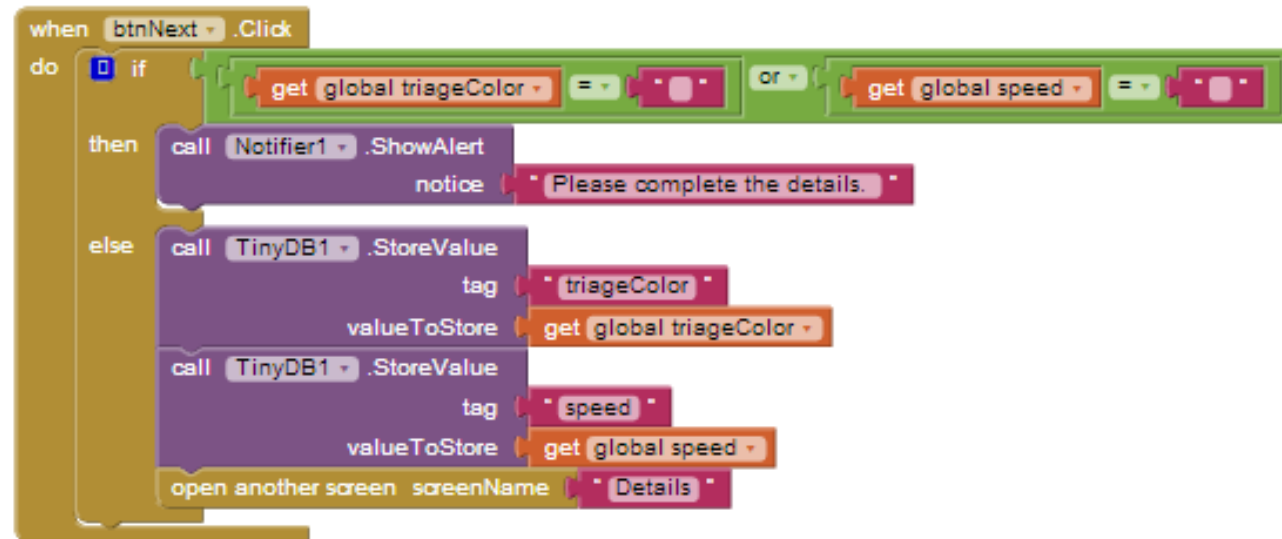 when btnNext .Click
do if get global triageColor = " " or get global speed = " "
then call Notifier1 .ShowAlert
notice " Please complete the details. "
else call TinyDB1 .StoreValue
tag " triageColor "
valueToStore get global triageColor
call TinyDB1 .StoreValue
tag " speed "
valueToStore get global speed
open another screen screenName " Details "